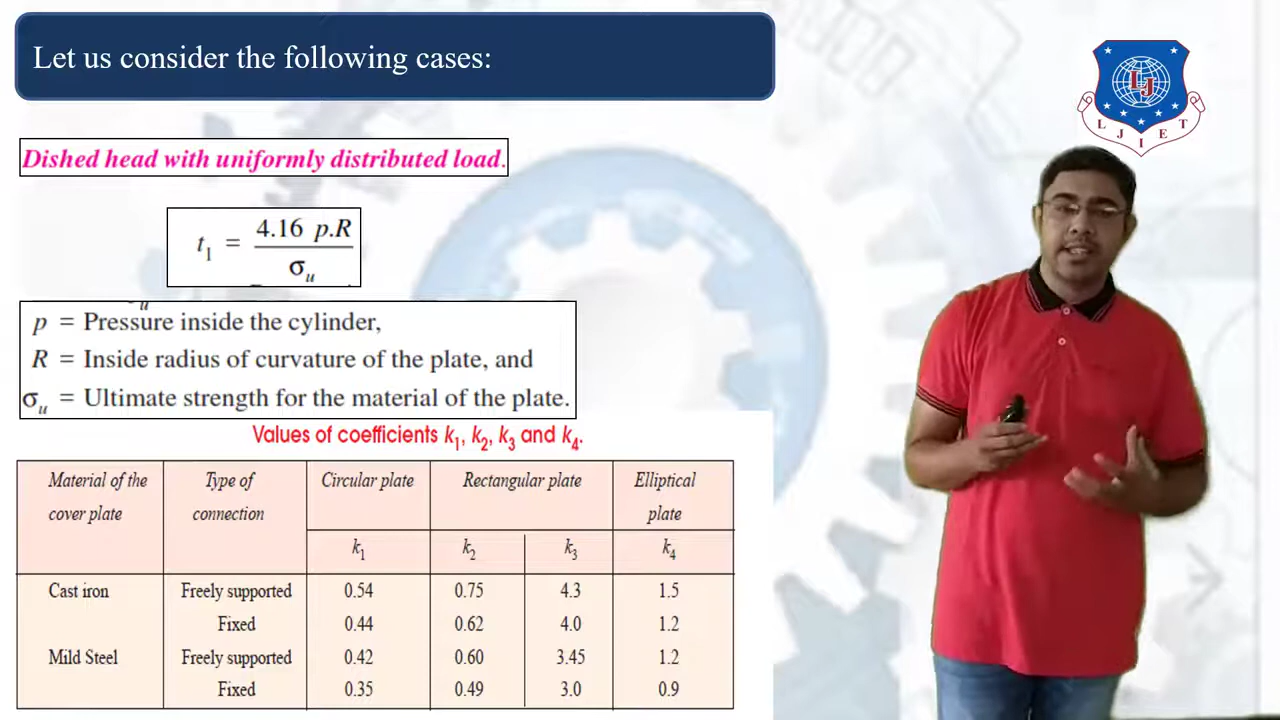 Let us consider the following cases:
Dished head with uniformly distributed load.
t1 = 4.16 p.R / σu
u
p = Pressure inside the cylinder,
R = Inside radius of curvature of the plate, and
σu = Ultimate strength for the material of the plate.
Values of coefficients k1, k2, k3 and k4.
Material of the cover plate Type of connection Circular plate Rectangular plate Elliptical plate
k1 k2 k3 k4
Cast iron Freely supported 0.54 0.75 4.3 1.5
Fixed 0.44 0.62 4.0 1.2
Mild Steel Freely supported 0.42 0.60 3.45 1.2
Fixed 0.35 0.49 3.0 0.9
LJ
L J I E T